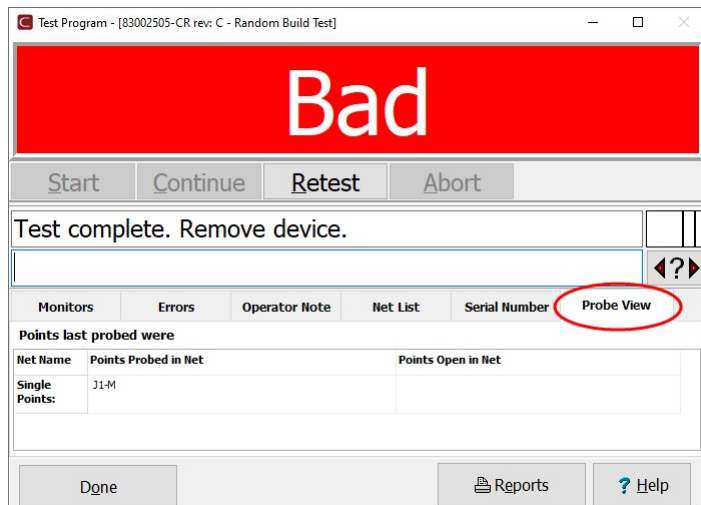 Test Program - [83002505-CR rev: C - Random Build Test]
Bad
Start Continue Retest Abort
Test complete. Remove device.
?
Monitors Errors Operator Note Net List Serial Number Probe View
Points last probed were
Net Name Points Probed in Net Points Open in Net
Single J1-M
Points:
Done Reports ? Help